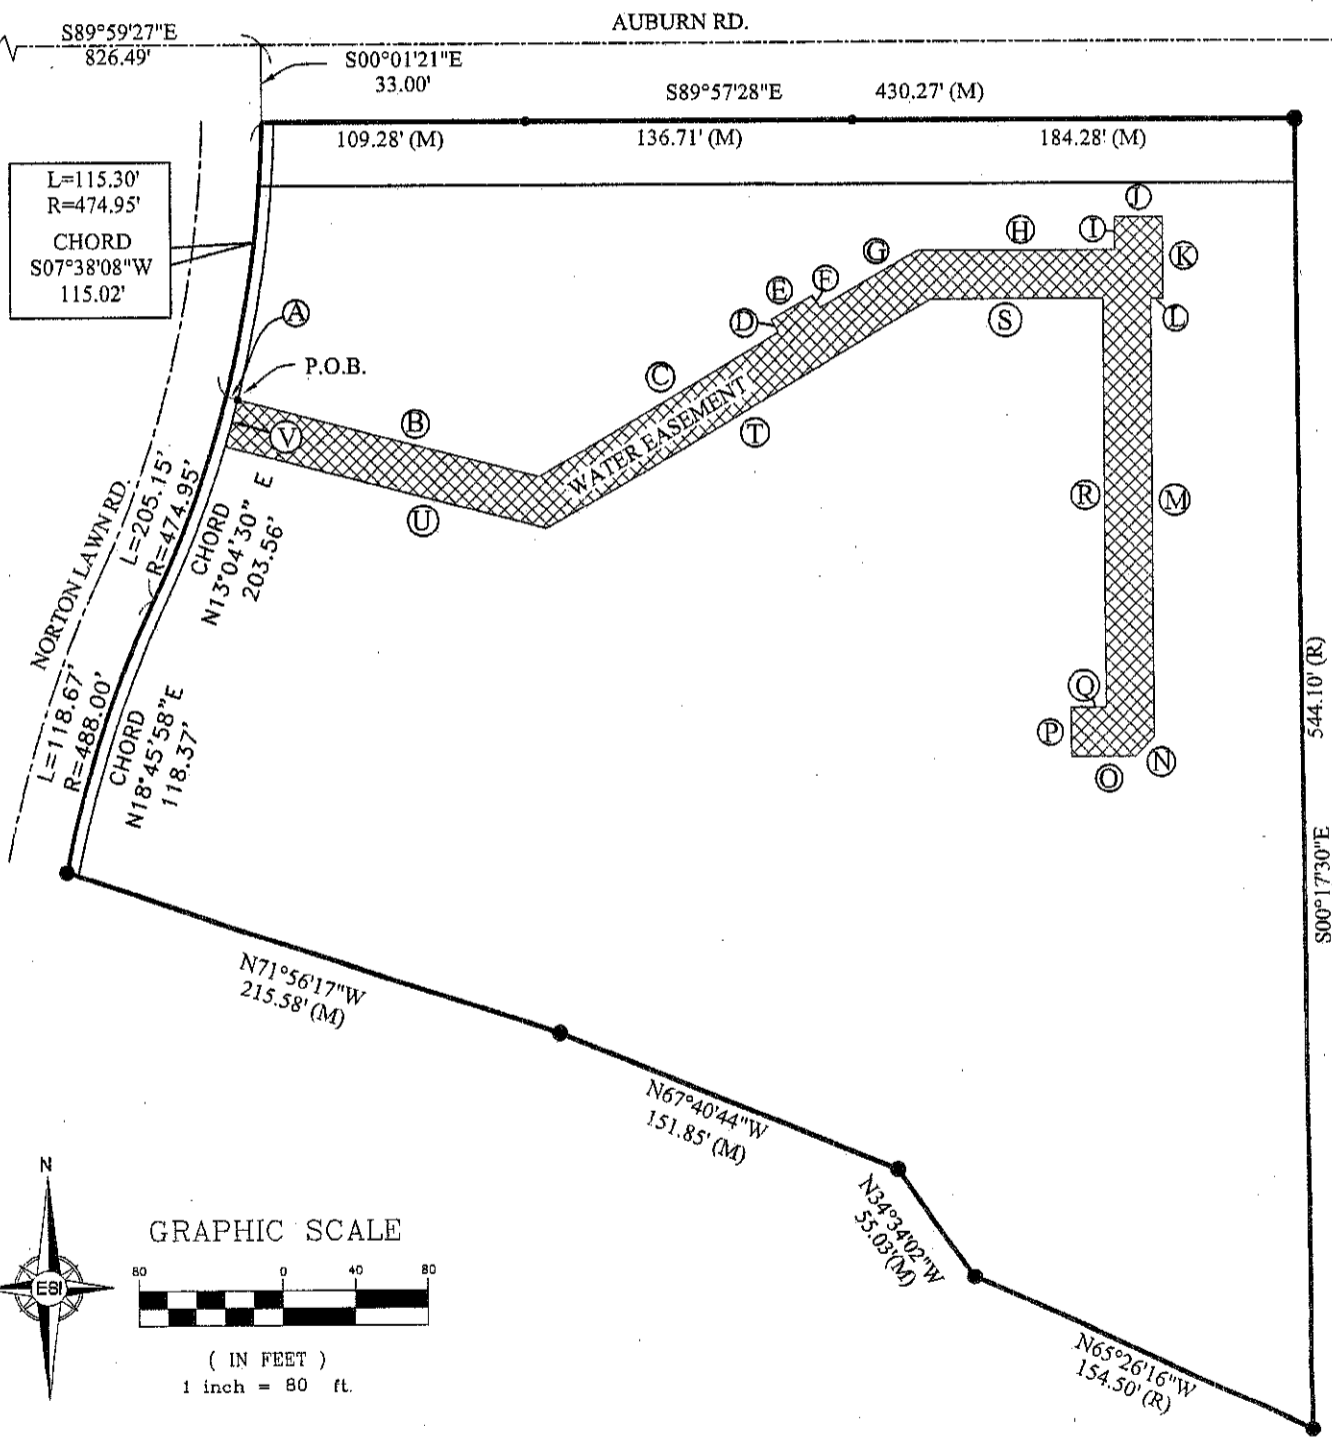 AUBURN RD.
S89°59'27"E
826.49'
S00°01'21"E
33.00'
S89°57'28"E
430.27' (M)
109.28' (M)
136.71' (M)
184.28' (M)
L=115.30'
R=474.95'
CHORD
S07°38'08"W
115.02'
A
P.O.B.
B
V
U
C
D
E
F
G
H
I
J
K
L
S
T
WATER EASEMENT
R
M
Q
P
O
N
NORTON LAWN RD.
L=205.15'
R=474.95'
CHORD
N13°04'30" E
203.56'
L=118.67'
R=488.00'
CHORD
N18°45'58"E
118.37'
544.10' (R)
S00°17'30"E
N71°56'17"W
215.58' (M)
N67°40'44"W
151.85' (M)
N34°34'02"W
55.03'(M)
N65°26'16"W
154.50' (R)
N
ESI
GRAPHIC SCALE
80 0 40 80
( IN FEET )
1 inch = 80 ft.